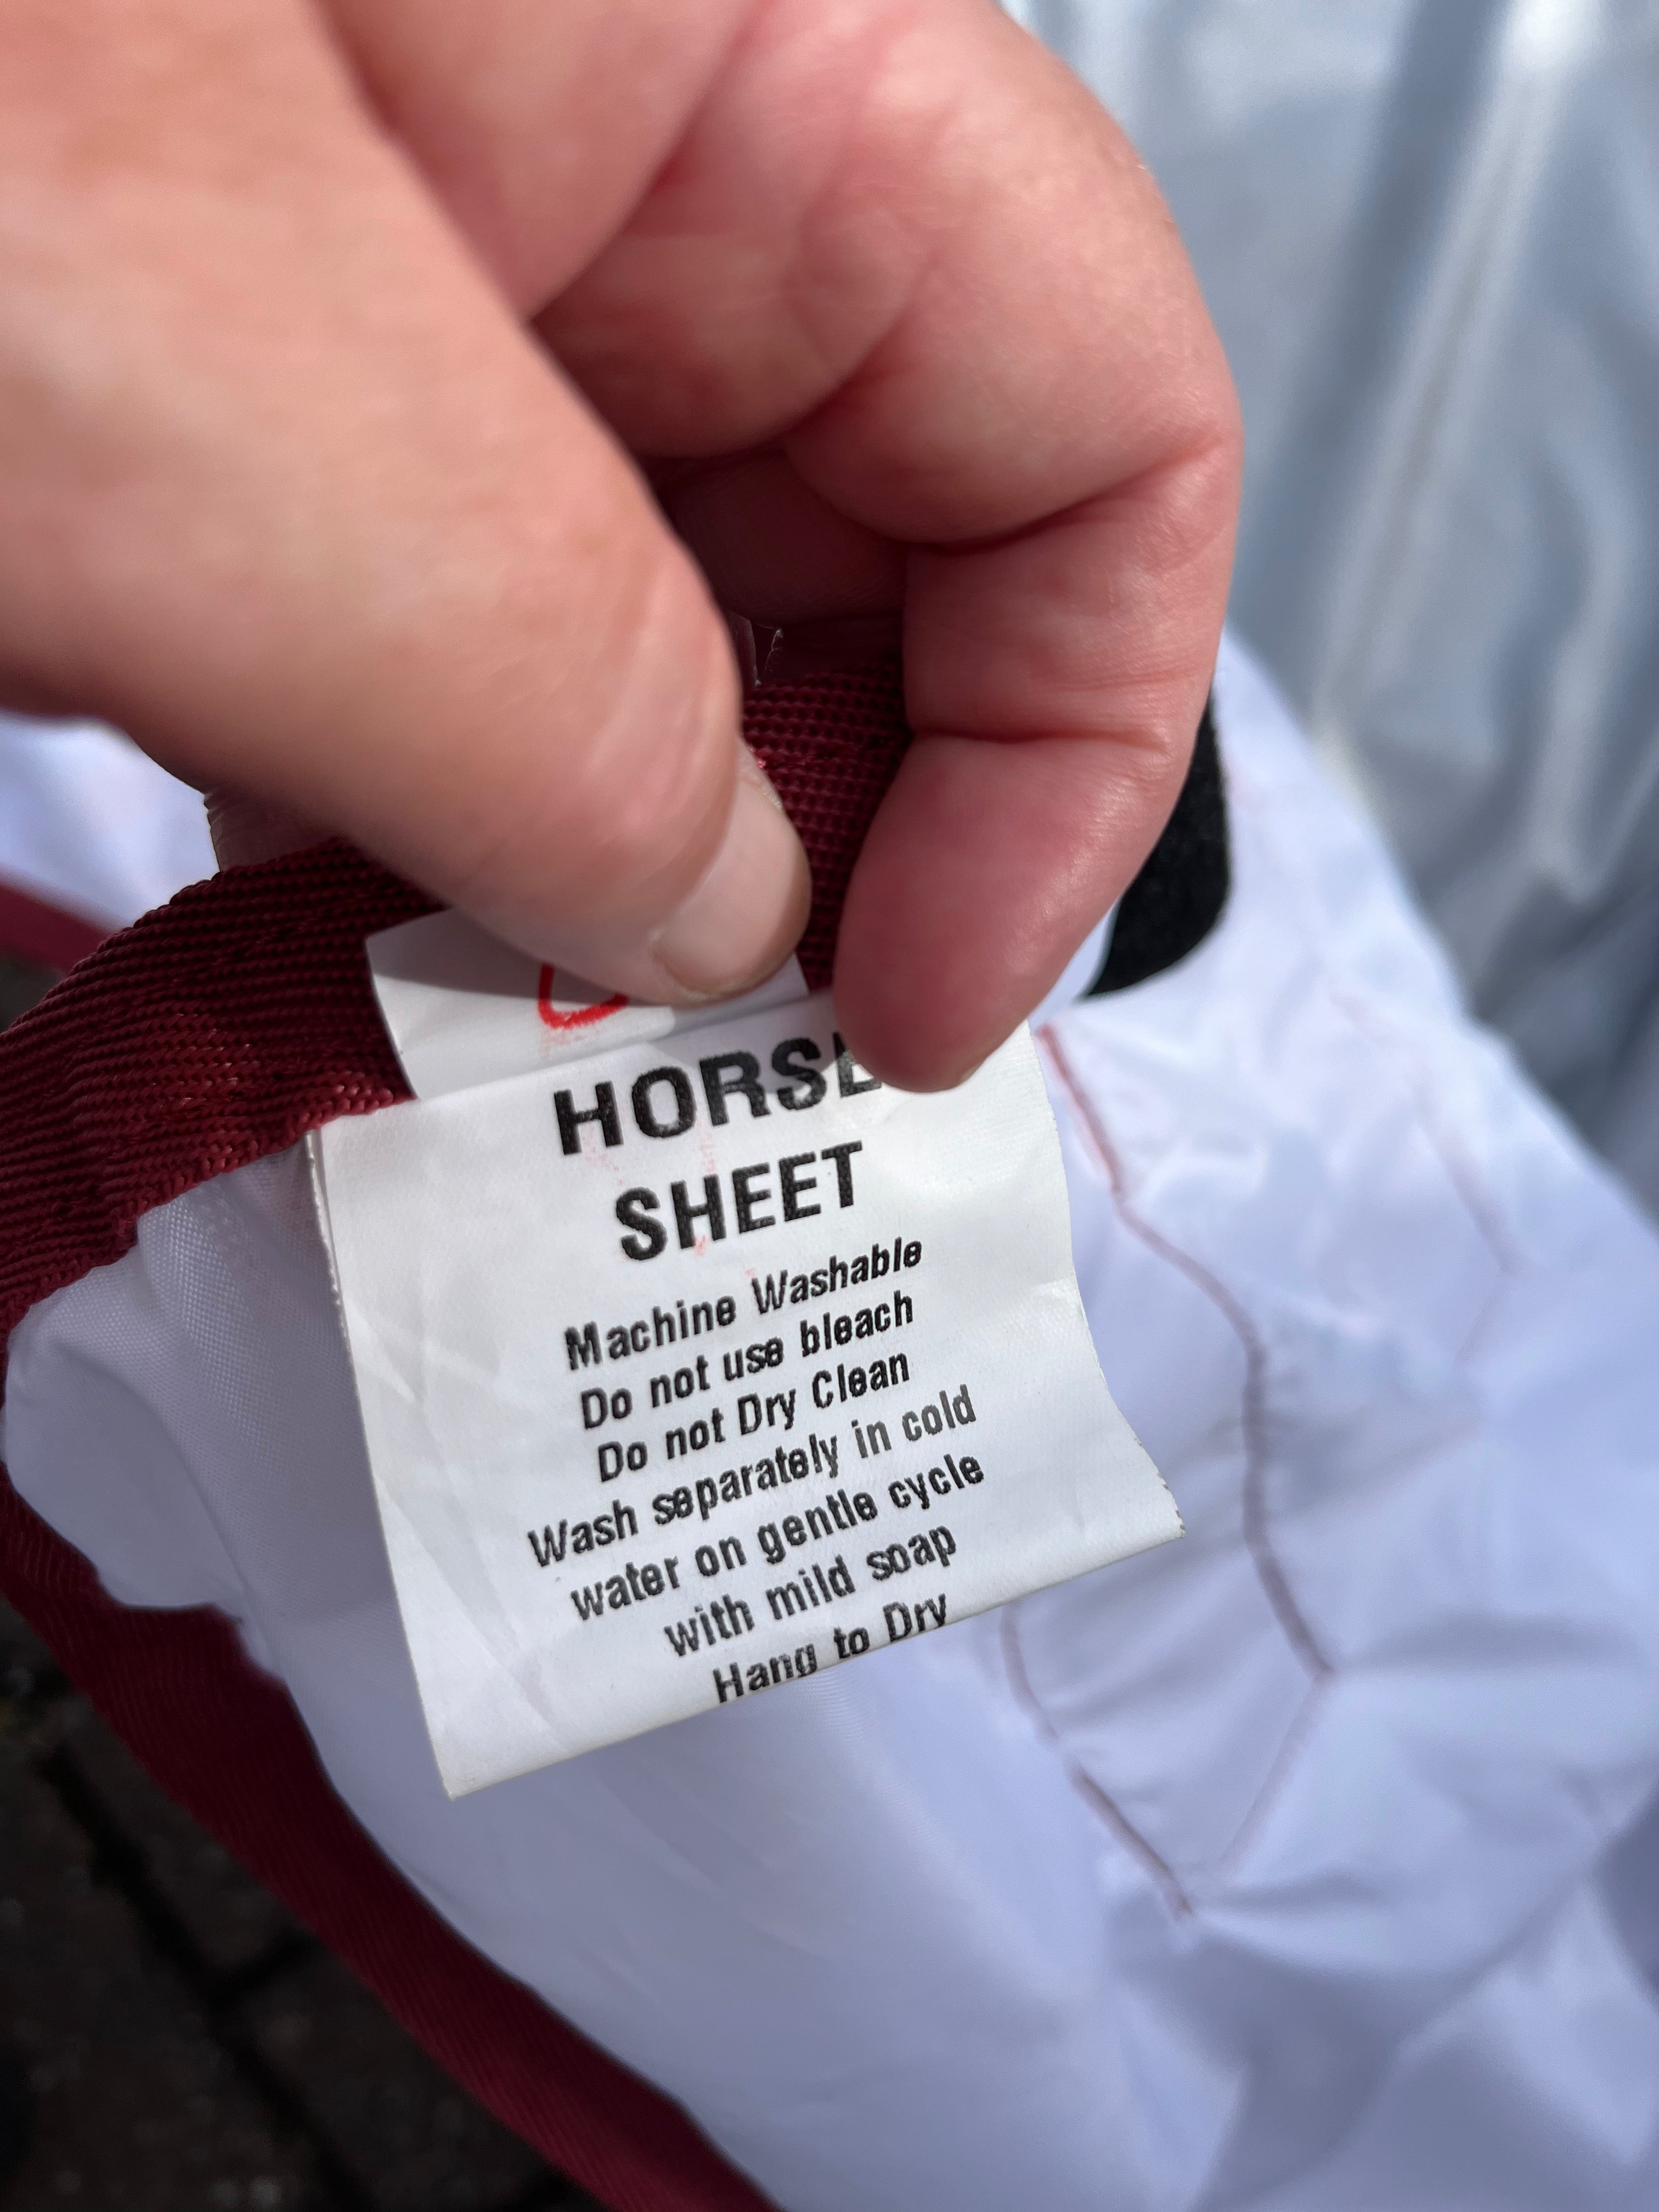 HORSE
SHEET
Machine Washable
Do not use bleach
Do not Dry Clean
Wash separately in cold
water on gentle cycle
with mild soap
Hang to Dry